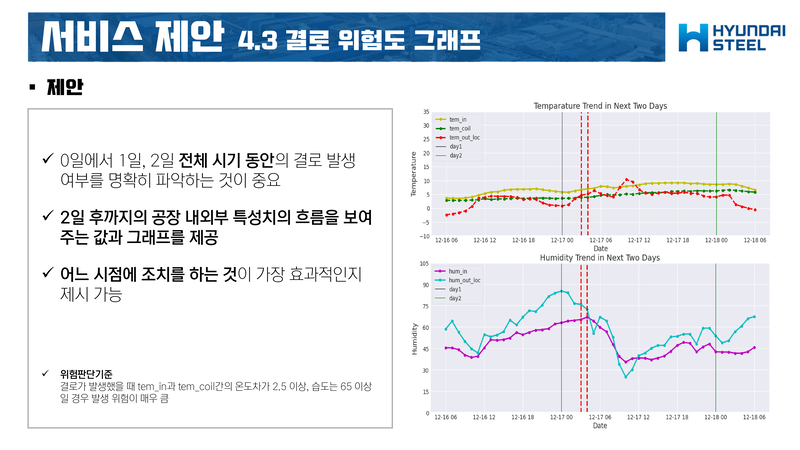 서비스 제안 4.3 결로 위험도 그래프
HYUNDAI
STEEL
▪ 제안
✓ 0일에서 1일, 2일 전체 시기 동안의 결로 발생
여부를 명확히 파악하는 것이 중요
✓ 2일 후까지의 공장 내외부 특성치의 흐름을 보여
주는 값과 그래프를 제공
✓ 어느 시점에 조치를 하는 것이 가장 효과적인지
제시 가능
✓ 위험판단기준
결로가 발생했을 때 tem_in과 tem_coil간의 온도차가 2.5 이상, 습도는 65 이상
일 경우 발생 위험이 매우 큼
Temparature Trend in Next Two Days
Temperature
35
30
25
20
15
10
5
0
−5
−10
tem_in
tem_coil
tem_out_loc
day1
day2
12-16 06 12-16 12 12-16 18 12-17 00 12-17 06 12-17 12 12-17 18 12-18 00 12-18 06
Date
Humidity Trend in Next Two Days
Humidity
105
90
75
60
45
30
15
0
hum_in
hum_out_loc
day1
day2
12-16 06 12-16 12 12-16 18 12-17 00 12-17 06 12-17 12 12-17 18 12-18 00 12-18 06
Date